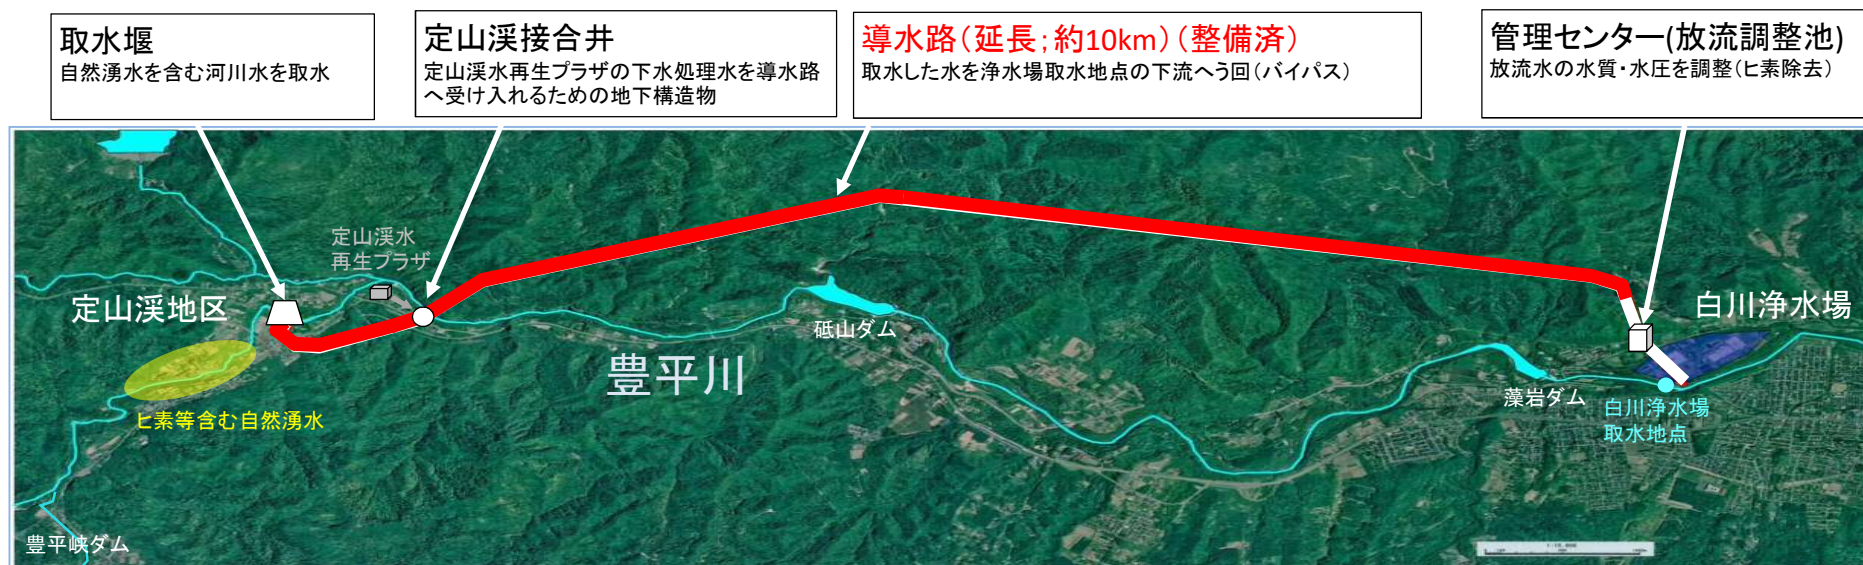 取水堰
自然湧水を含む河川水を取水
定山渓接合井
定山渓水再生プラザの下水処理水を導水路
へ受け入れるための地下構造物
導水路(延長;約10km)(整備済)
取水した水を浄水場取水地点の下流へう回(バイパス)
管理センター(放流調整池)
放流水の水質・水圧を調整(ヒ素除去)
定山渓水
再生プラザ
定山渓地区
ヒ素等含む自然湧水
豊平峡ダム
豊平川
砥山ダム
藻岩ダム
白川浄水場
白川浄水場
取水地点